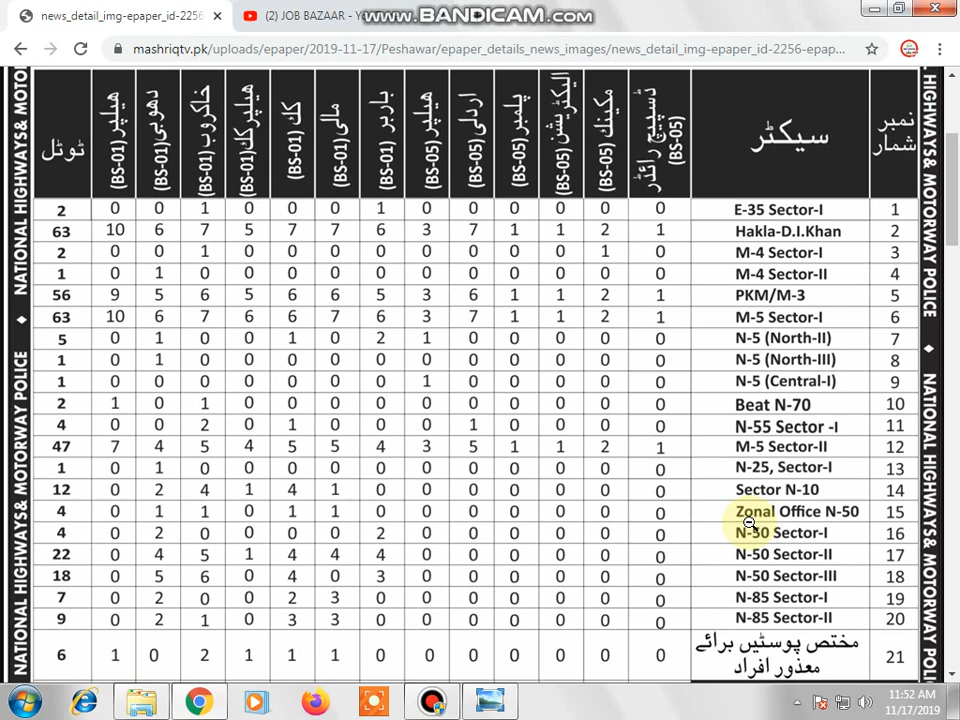 news_detail_img-epaper_id-2256
(2) JOB BAZAAR - Y
WWW.BANDICAM.COM
mashriqtv.pk/uploads/epaper/2019-11-17/Peshawar/epaper_details_news_images/news_detail_img-epaper_id-2256-epap...
نمبر شمار سیکٹر ڈسپیچ رائڈر (BS-05) مکینک (BS-05) الیکٹریشن (BS-05) پلمبر (BS-05) اردلی (BS-05) ہیلپر (BS-05) باربر (BS-01) مالی (BS-01) کک (BS-01) ہیلپر کک (BS-01) خاکروب (BS-01) دھوبی (BS-01) ہیلپر (BS-01) ٹوٹل
2 0 0 1 0 0 0 1 0 0 0 0 0 0 E-35 Sector-I 1
63 10 6 7 5 7 7 6 3 7 1 1 2 1 Hakla-D.I.Khan 2
2 0 0 1 0 0 0 0 0 0 0 0 1 0 M-4 Sector-I 3
1 0 1 0 0 0 0 0 0 0 0 0 0 0 M-4 Sector-II 4
56 9 5 6 5 6 6 5 3 6 1 1 2 1 PKM/M-3 5
63 10 6 7 6 6 7 6 3 7 1 1 2 1 M-5 Sector-I 6
5 0 1 0 0 1 0 2 1 0 0 0 0 0 N-5 (North-II) 7
1 0 1 0 0 0 0 0 0 0 0 0 0 0 N-5 (North-III) 8
1 0 0 0 0 0 0 0 1 0 0 0 0 0 N-5 (Central-I) 9
2 1 0 1 0 0 0 0 0 0 0 0 0 0 Beat N-70 10
4 0 0 2 0 1 0 0 0 1 0 0 0 0 N-55 Sector -I 11
47 7 4 5 4 5 5 4 3 5 1 1 2 1 M-5 Sector-II 12
1 0 1 0 0 0 0 0 0 0 0 0 0 0 N-25, Sector-I 13
12 0 2 4 1 4 1 0 0 0 0 0 0 0 Sector N-10 14
4 0 1 1 0 1 1 0 0 0 0 0 0 0 Zonal Office N-50 15
4 0 2 0 0 0 0 2 0 0 0 0 0 0 N-50 Sector-I 16
22 0 4 5 1 4 4 4 0 0 0 0 0 0 N-50 Sector-II 17
18 0 5 6 0 4 0 3 0 0 0 0 0 0 N-50 Sector-III 18
7 0 2 0 0 2 3 0 0 0 0 0 0 0 N-85 Sector-I 19
9 0 2 1 0 3 3 0 0 0 0 0 0 0 N-85 Sector-II 20
6 1 0 2 1 1 1 0 0 0 0 0 0 0 مختص پوسٹیں برائے
معذور افراد 21
NATIONAL HIGHWAYS& MOTOR
NATIONAL HIGHWAYS& MOTORWAY POLICE
L HIGHWAYS& MOTORWAY POLICE
NATIONAL HIGHWAYS& MOTORWAY POL
11:52 AM
11/17/2019